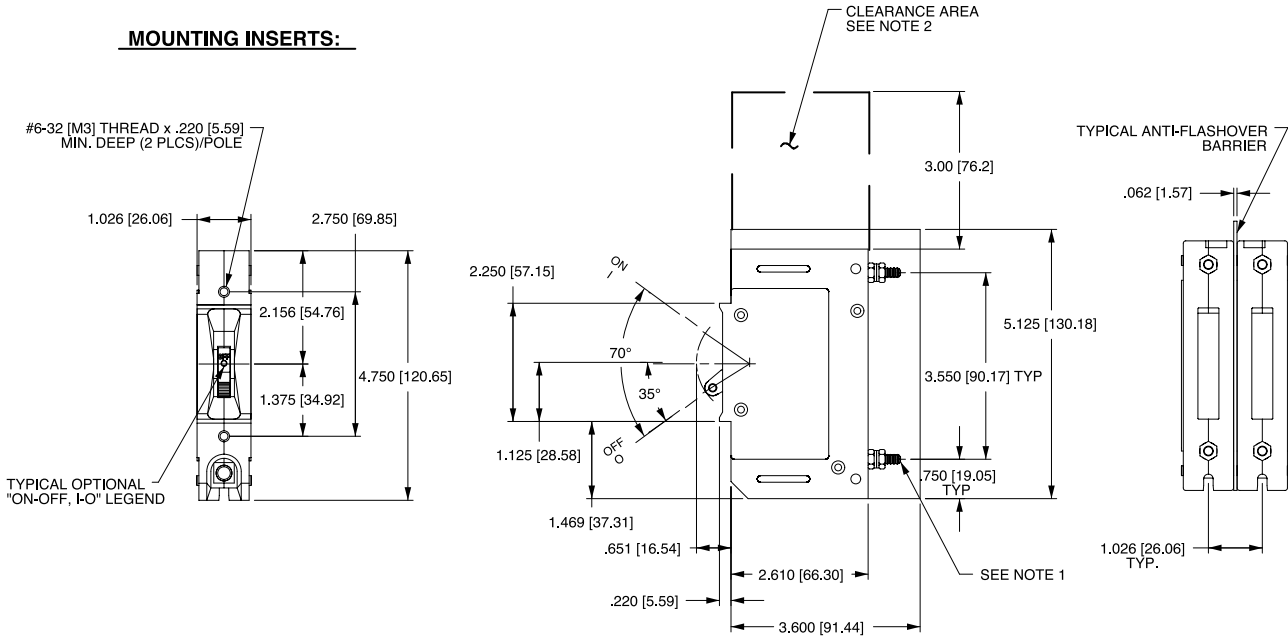 MOUNTING INSERTS:
#6-32 [M3] THREAD x .220 [5.59]
MIN. DEEP (2 PLCS)/POLE
1.026 [26.06]
2.750 [69.85]
2.156 [54.76]
4.750 [120.65]
1.375 [34.92]
OFF
TYPICAL OPTIONAL
"ON-OFF, I-O" LEGEND
CLEARANCE AREA
SEE NOTE 2
3.00 [76.2]
2.250 [57.15]
ON
I
70°
35°
OFF
O
1.125 [28.58]
1.469 [37.31]
.651 [16.54]
.220 [5.59]
5.125 [130.18]
3.550 [90.17] TYP
.750 [19.05]
TYP
2.610 [66.30]
SEE NOTE 1
3.600 [91.44]
TYPICAL ANTI-FLASHOVER
BARRIER
.062 [1.57]
1.026 [26.06]
TYP.